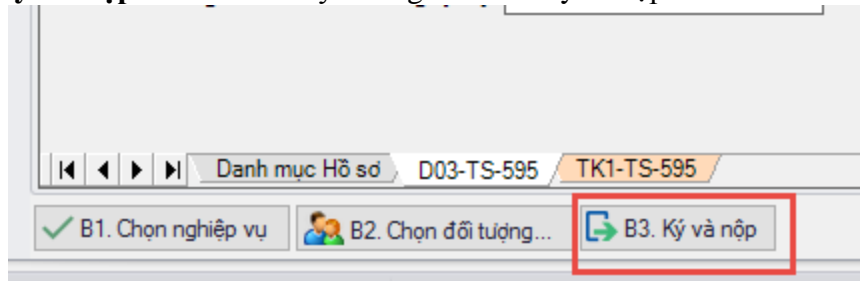 Danh mục Hồ sơ D03-TS-595 TK1-TS-595
B1. Chọn nghiệp vụ B2. Chọn đối tượng... B3. Ký và nộp